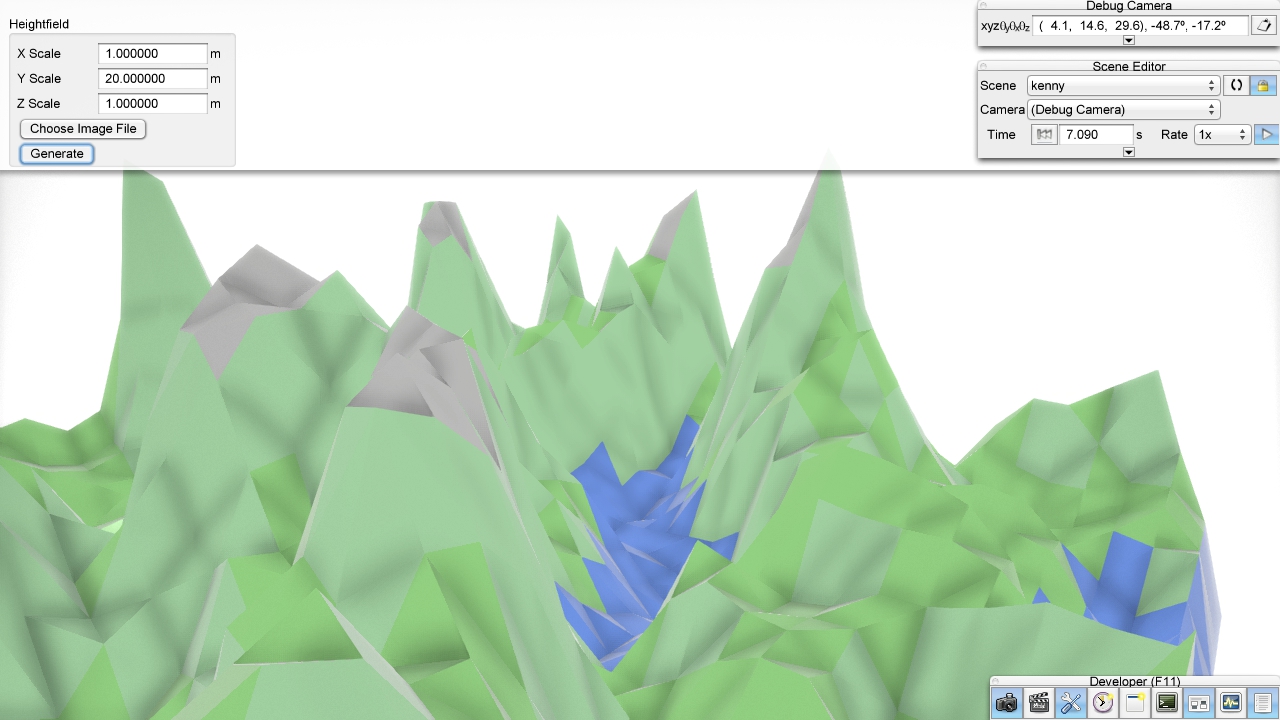 Heightfield
X Scale 1.000000 m
Y Scale 20.000000 m
Z Scale 1.000000 m
Choose Image File
Generate
Debug Camera
xyzθyθxθz ( 4.1, 14.6, 29.6), -48.7º, -17.2º
Scene Editor
Scene kenny
Camera (Debug Camera)
Time 7.090 s Rate 1x
Developer (F11)